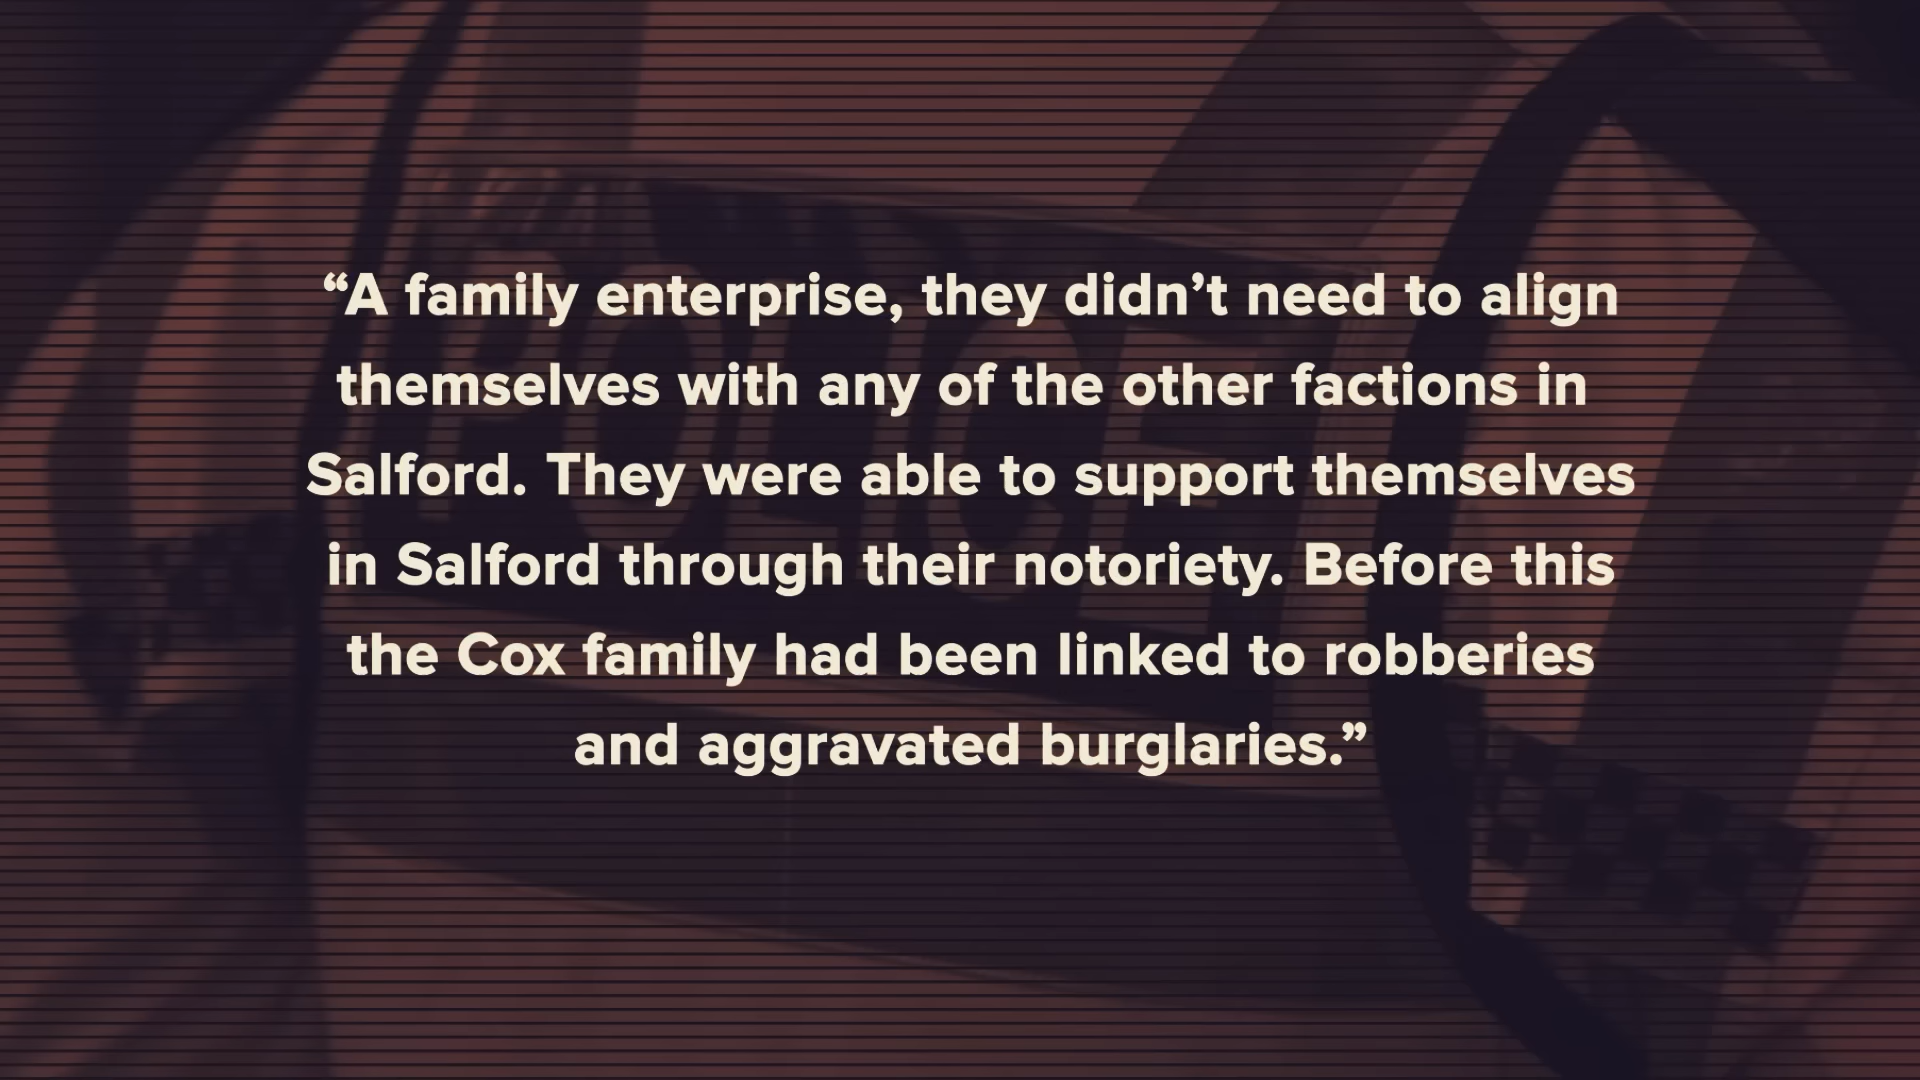 “A family enterprise, they didn’t need to align
themselves with any of the other factions in
Salford. They were able to support themselves
in Salford through their notoriety. Before this
the Cox family had been linked to robberies
and aggravated burglaries.”
POLICE